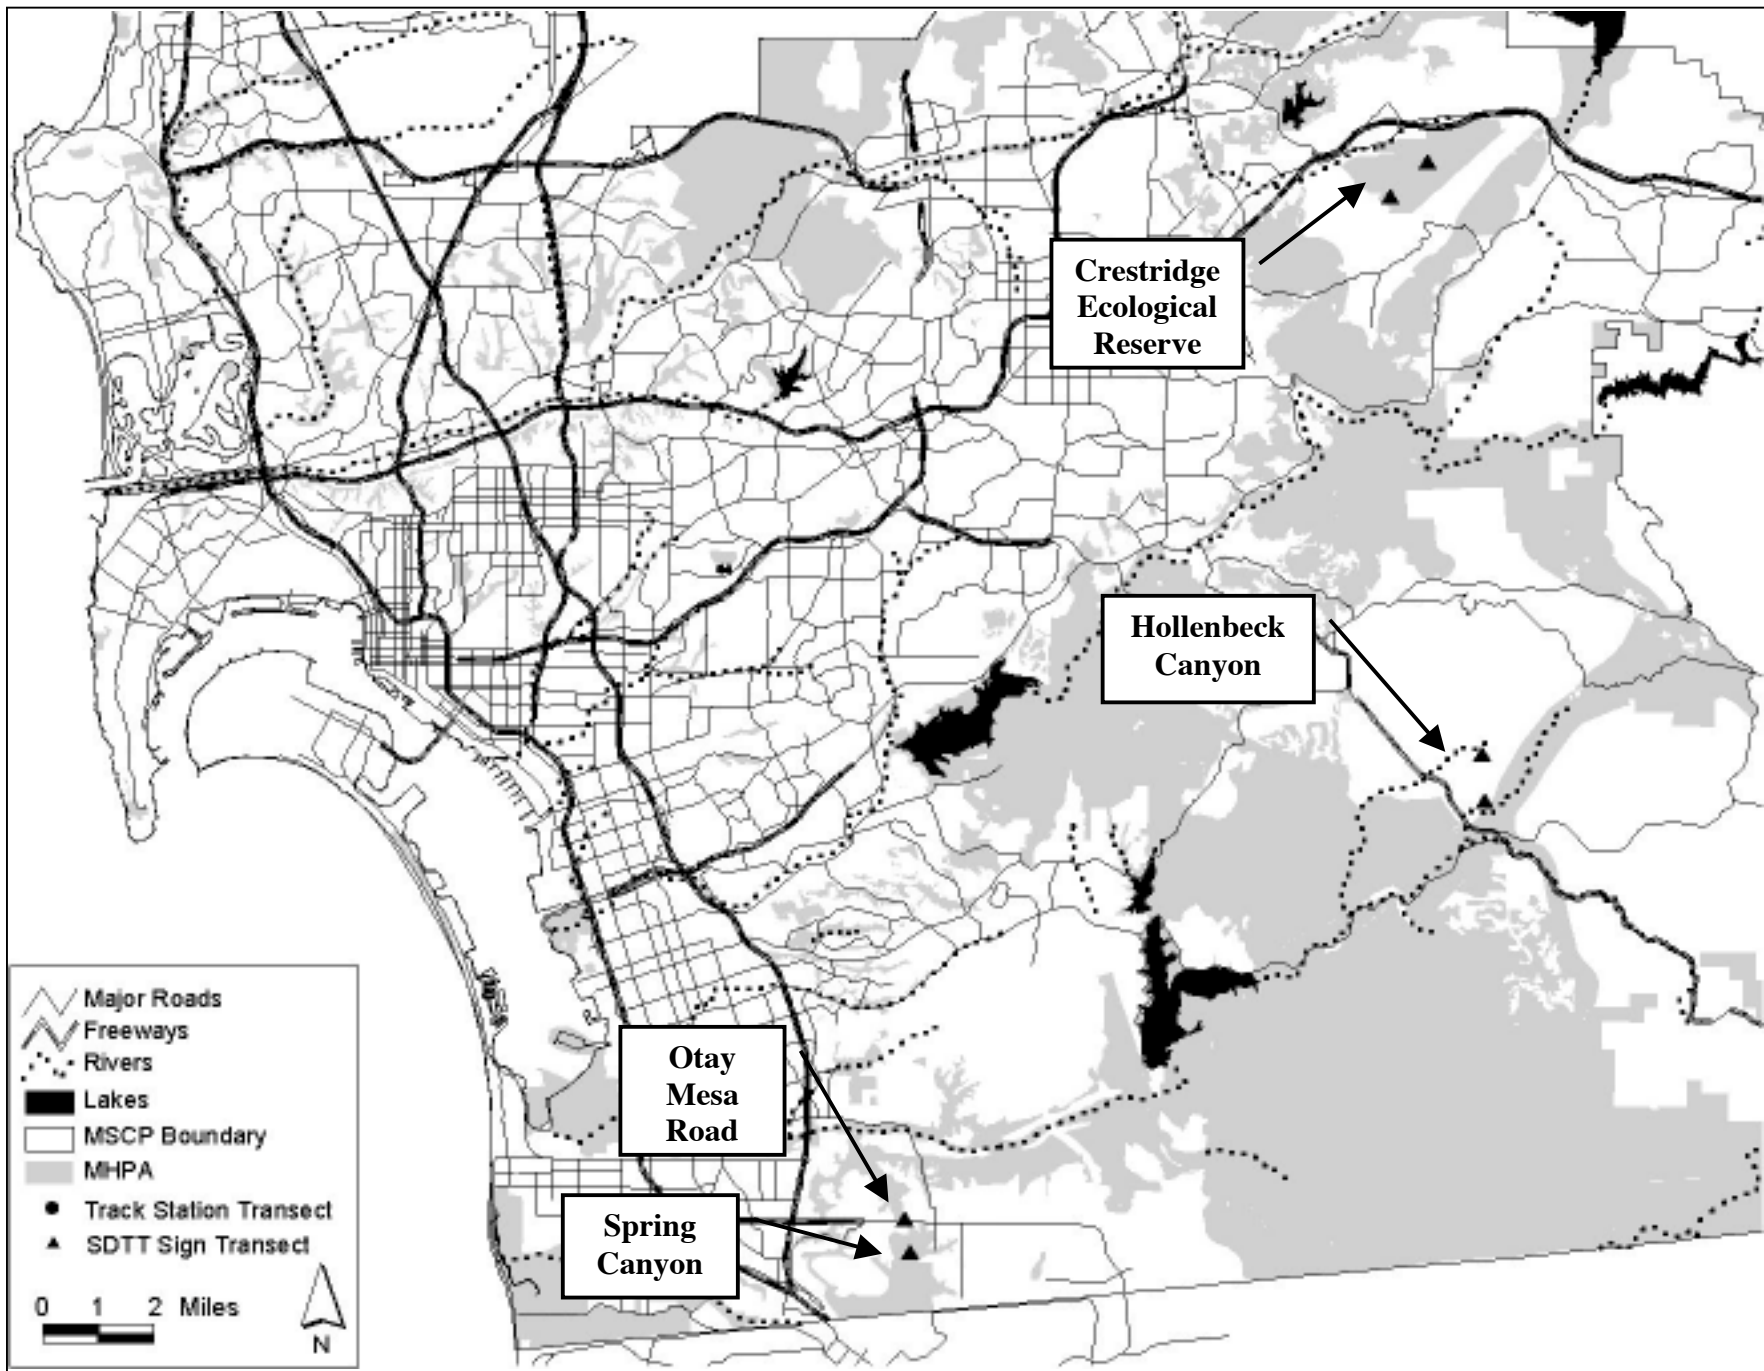 Crestridge
Ecological
Reserve
Hollenbeck
Canyon
Otay
Mesa
Road
Spring
Canyon
Major Roads
Freeways
Rivers
Lakes
MSCP Boundary
MHPA
Track Station Transect
SDTT Sign Transect
0 1 2 Miles
N